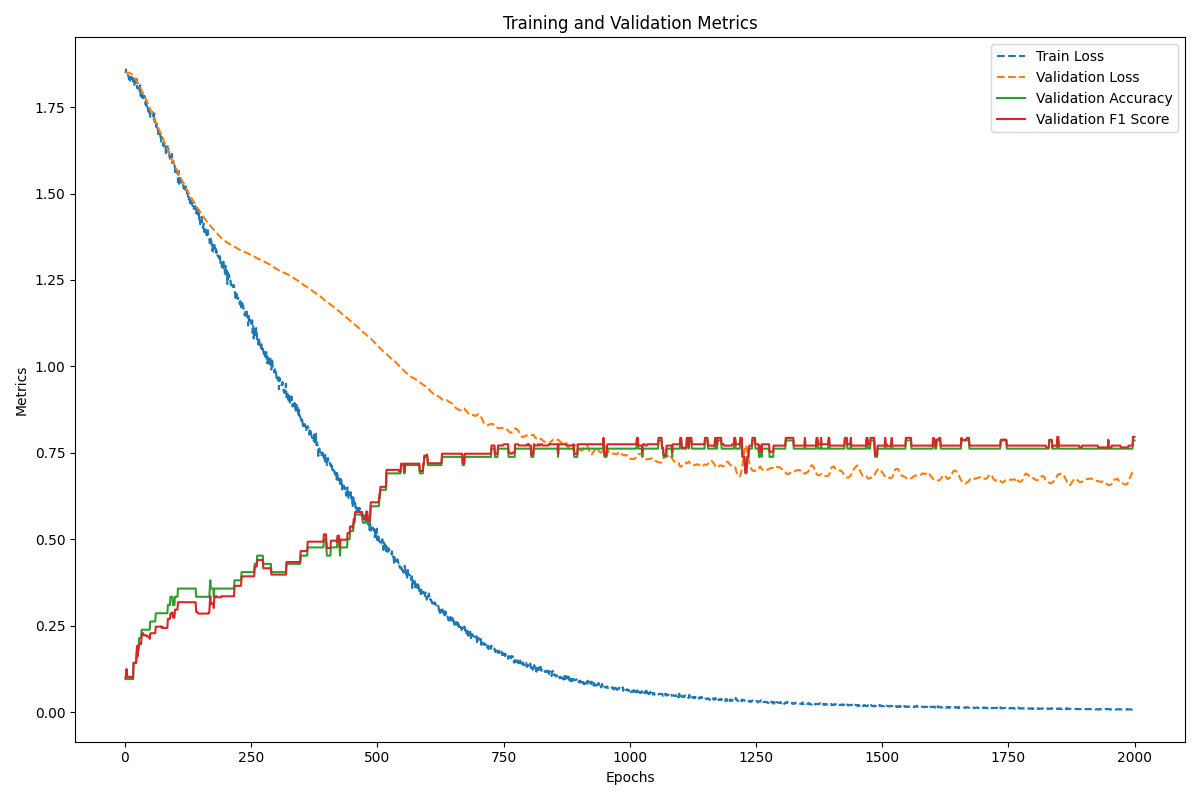 Training and Validation Metrics
Train Loss
Validation Loss
Validation Accuracy
Validation F1 Score
Metrics
1.75
1.50
1.25
1.00
0.75
0.50
0.25
0.00
0
250
500
750
1000
1250
1500
1750
2000
Epochs